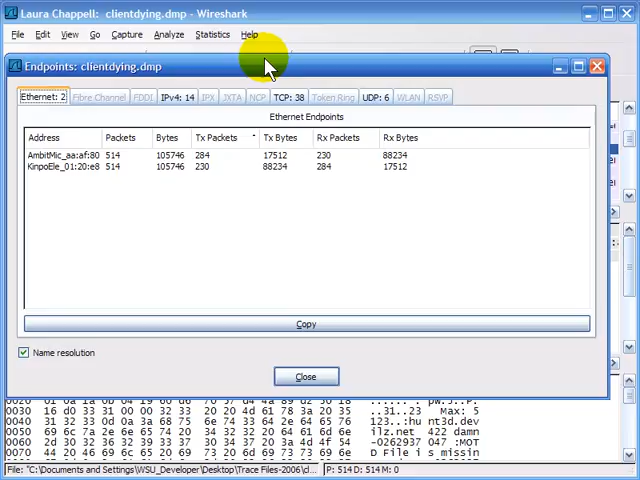 Laura Chappell: clientdying.dmp - Wireshark
File Edit View Go Capture Analyze Statistics Help
Endpoints: clientdying.dmp
Ethernet: 2 Fibre Channel FDDI IPv4: 14 IPX JXTA NCP TCP: 38 Token Ring UDP: 6 WLAN RSVP
Ethernet Endpoints
Address Packets Bytes Tx Packets Tx Bytes Rx Packets Rx Bytes
AmbitMic_aa:af:80 514 105746 284 17512 230 88234
KinpoEle_01:20:e8 514 105746 230 88234 284 17512
Copy
Name resolution
Close
0030 16 d0 33 31 00 00 32 33 20 20 4d 61 78 3a 20 35 ..31..23 Max: 5
0040 31 32 33 0d 0a 3a 68 75 6e 74 33 64 2e 64 65 76 123..:hu nt3d.dev
0050 69 6c 7a 2e 6e 65 74 20 34 32 32 20 64 61 6d 6e ilz.net 422 damn
0060 2d 30 32 36 32 39 33 37 30 34 37 20 3a 4d 4f 54 -0262937 047 :MOT
0070 44 20 46 69 6c 65 20 69 73 20 6d 69 73 73 69 6e D File i s missin
File: "C:\Documents and Settings\WSU_Developer\Desktop\Trace Files-2006\cl... P: 514 D: 514 M: 0